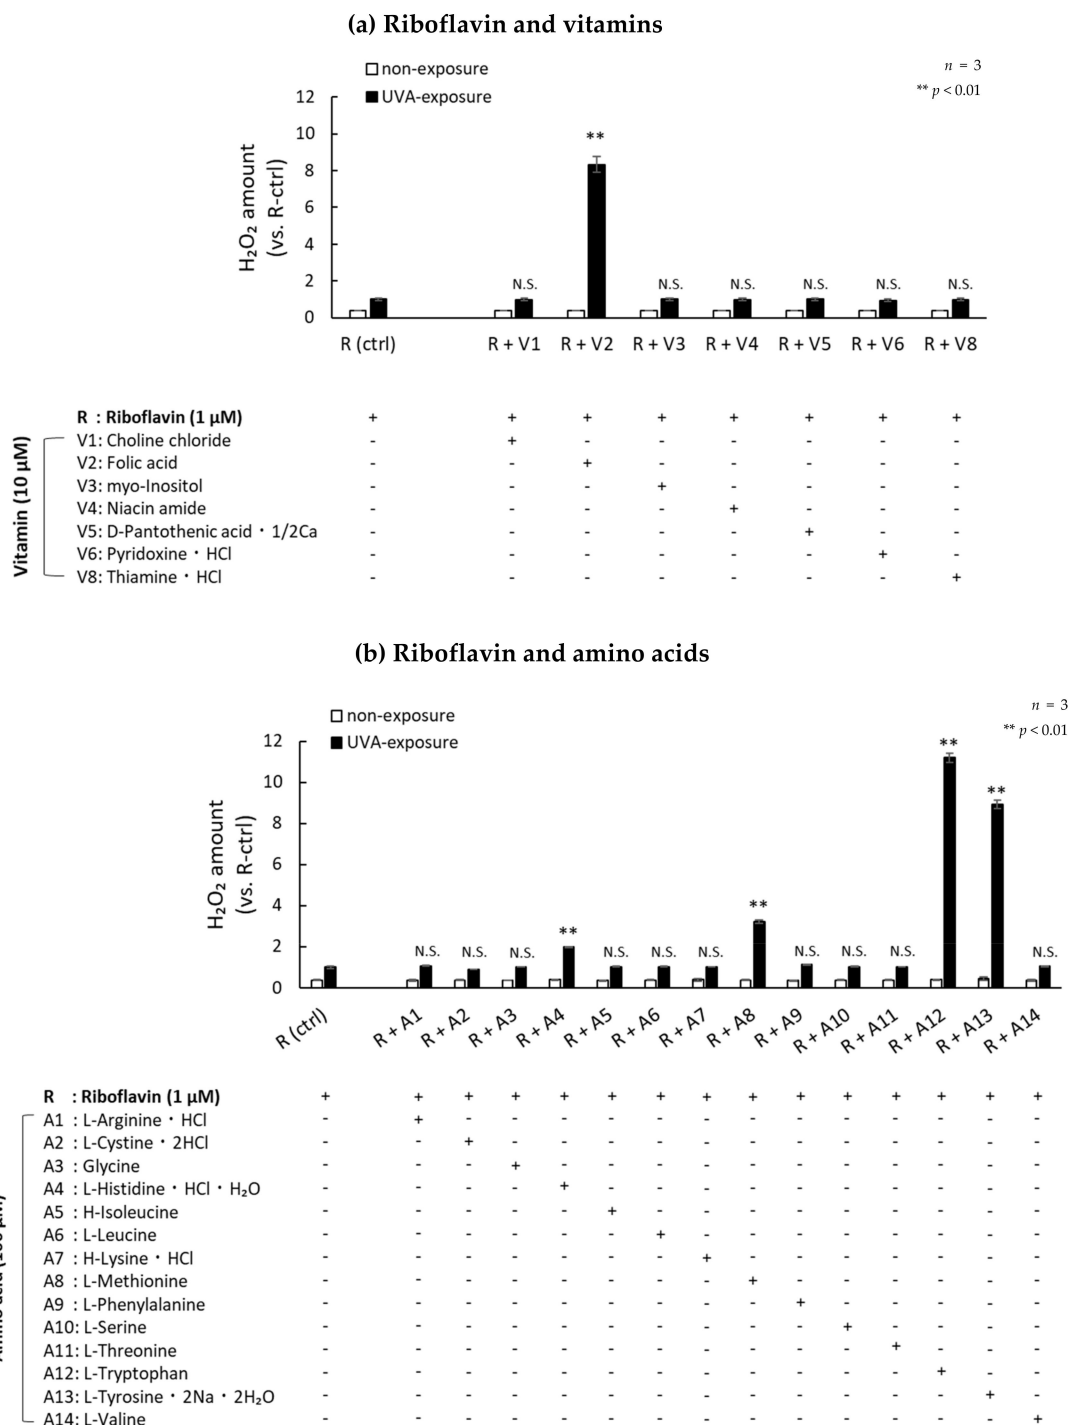 (a) Riboflavin and vitamins
non-exposure
UVA-exposure
n = 3
** p < 0.01
H₂O₂ amount
(vs. R-ctrl)
12
10
8
6
4
2
0
**
N.S. N.S. N.S. N.S. N.S. N.S.
R (ctrl) R + V1 R + V2 R + V3 R + V4 R + V5 R + V6 R + V8
Vitamin (10 μM)
R : Riboflavin (1 μM) + + + + + + + +
V1: Choline chloride - + - - - - - -
V2: Folic acid - - + - - - - -
V3: myo-Inositol - - - + - - - -
V4: Niacin amide - - - - + - - -
V5: D-Pantothenic acid・1/2Ca - - - - - + - -
V6: Pyridoxine・HCl - - - - - - + -
V8: Thiamine・HCl - - - - - - - +
(b) Riboflavin and amino acids
non-exposure
UVA-exposure
n = 3
** p < 0.01
H₂O₂ amount
(vs. R-ctrl)
12
10
8
6
4
2
0
N.S. N.S. N.S. ** N.S. N.S. N.S. ** N.S. N.S. N.S. ** ** N.S.
R (ctrl) R + A1 R + A2 R + A3 R + A4 R + A5 R + A6 R + A7 R + A8 R + A9 R + A10 R + A11 R + A12 R + A13 R + A14
R : Riboflavin (1 μM) + + + + + + + + + + + + + + +
A1 : L-Arginine・HCl - + - - - - - - - - - - - - -
A2 : L-Cystine・2HCl - - + - - - - - - - - - - - -
A3 : Glycine - - - + - - - - - - - - - - -
A4 : L-Histidine・HCl・H₂O - - - - + - - - - - - - - - -
A5 : H-Isoleucine - - - - - + - - - - - - - - -
A6 : L-Leucine - - - - - - + - - - - - - - -
A7 : H-Lysine・HCl - - - - - - - + - - - - - - -
A8 : L-Methionine - - - - - - - - + - - - - - -
A9 : L-Phenylalanine - - - - - - - - - + - - - - -
A10: L-Serine - - - - - - - - - - + - - - -
A11: L-Threonine - - - - - - - - - - - + - - -
A12: L-Tryptophan - - - - - - - - - - - - + - -
A13: L-Tyrosine・2Na・2H₂O - - - - - - - - - - - - - + -
A14: L-Valine - - - - - - - - - - - - - - +